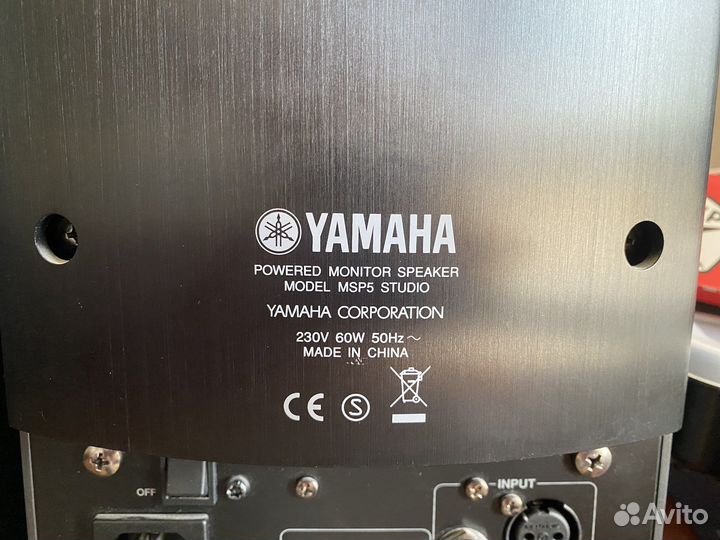 YAMAHA
POWERED MONITOR SPEAKER
MODEL MSP5 STUDIO
YAMAHA CORPORATION
230V 60W 50Hz ~
MADE IN CHINA
CE S
OFF
INPUT
Avito